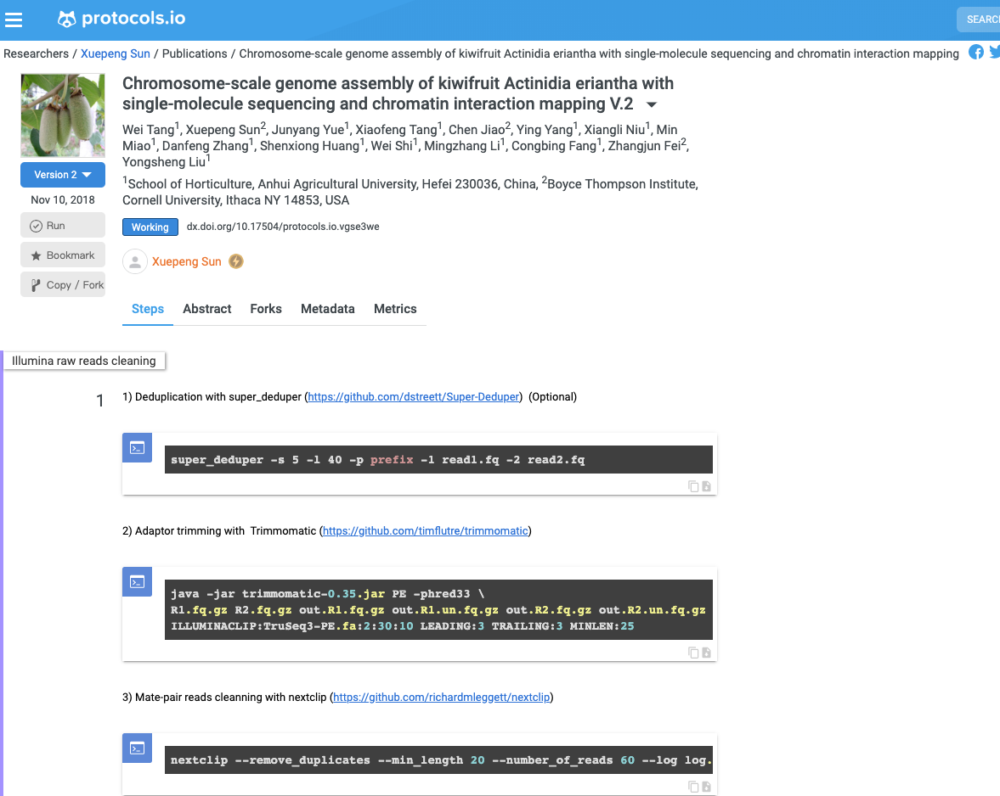 protocols.io
SEARC
Researchers / Xuepeng Sun / Publications / Chromosome-scale genome assembly of kiwifruit Actinidia eriantha with single-molecule sequencing and chromatin interaction mapping
Chromosome-scale genome assembly of kiwifruit Actinidia eriantha with
single-molecule sequencing and chromatin interaction mapping V.2
Wei Tang1, Xuepeng Sun2, Junyang Yue1, Xiaofeng Tang1, Chen Jiao2, Ying Yang1, Xiangli Niu1, Min
Miao1, Danfeng Zhang1, Shenxiong Huang1, Wei Shi1, Mingzhang Li1, Congbing Fang1, Zhangjun Fei2,
Yongsheng Liu1
1School of Horticulture, Anhui Agricultural University, Hefei 230036, China, 2Boyce Thompson Institute,
Cornell University, Ithaca NY 14853, USA
Version 2
Nov 10, 2018
Run
Bookmark
Copy / Fork
Working dx.doi.org/10.17504/protocols.io.vgse3we
Xuepeng Sun
Steps Abstract Forks Metadata Metrics
Illumina raw reads cleaning
1
1) Deduplication with super_deduper (https://github.com/dstreett/Super-Deduper) (Optional)
super_deduper -s 5 -l 40 -p prefix -1 read1.fq -2 read2.fq
2) Adaptor trimming with Trimmomatic (https://github.com/timflutre/trimmomatic)
java -jar trimmomatic-0.35.jar PE -phred33 \
R1.fq.gz R2.fq.gz out.R1.fq.gz out.R1.un.fq.gz out.R2.fq.gz out.R2.un.fq.gz
ILLUMINACLIP:TruSeq3-PE.fa:2:30:10 LEADING:3 TRAILING:3 MINLEN:25
3) Mate-pair reads cleanning with nextclip (https://github.com/richardmleggett/nextclip)
nextclip --remove_duplicates --min_length 20 --number_of_reads 60 --log log.